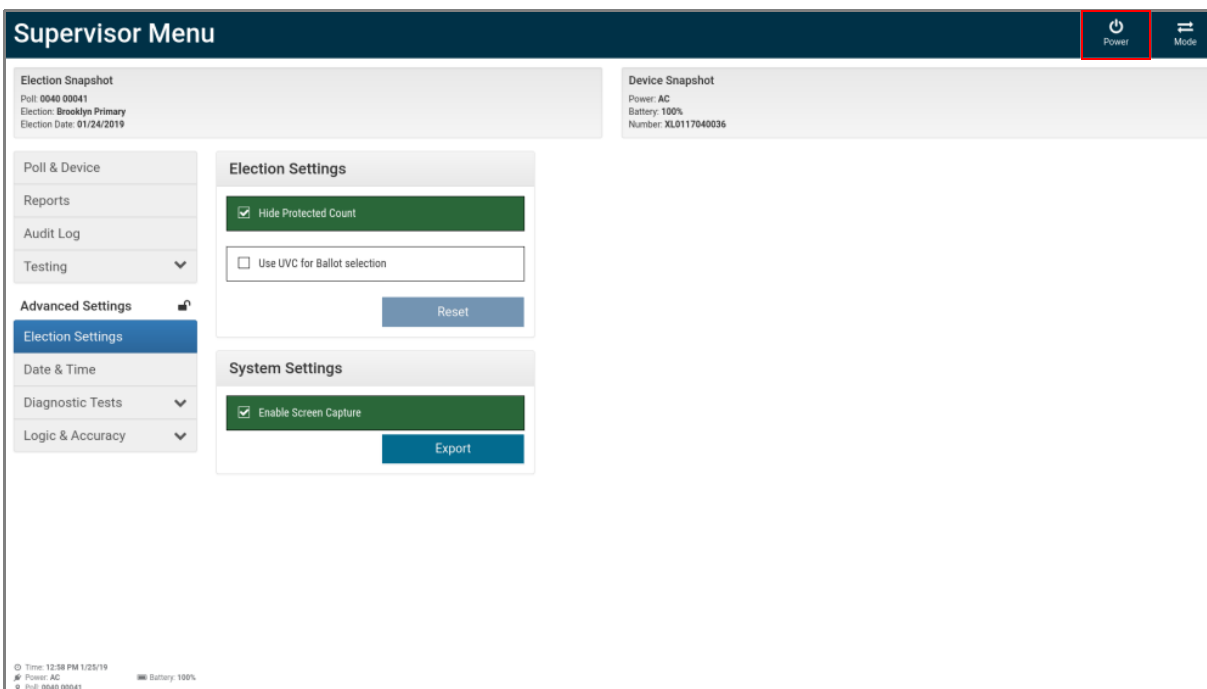 Supervisor Menu
Power
Mode
Election Snapshot
Poll: 0040 00041
Election: Brooklyn Primary
Election Date: 01/24/2019
Device Snapshot
Power: AC
Battery: 100%
Number: XL0117040036
Poll & Device
Reports
Audit Log
Testing
Advanced Settings
Election Settings
Date & Time
Diagnostic Tests
Logic & Accuracy
Election Settings
Hide Protected Count
Use UVC for Ballot selection
Reset
System Settings
Enable Screen Capture
Export
Time: 12:58 PM 1/25/19
Power: AC
Battery: 100%
Poll: 0040 00041